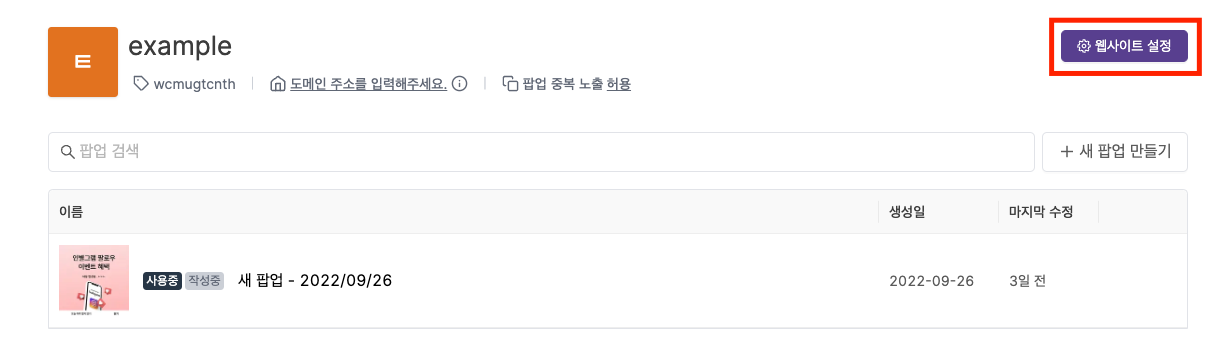 ㅌ
example
웹사이트 설정
wcmugtcnth
도메인 주소를 입력해주세요.
팝업 중복 노출 허용
팝업 검색
+ 새 팝업 만들기
이름
생성일
마지막 수정
인벨그램 팔로우
이벤트 혜택
사용중
작성중
새 팝업 - 2022/09/26
2022-09-26
3일 전